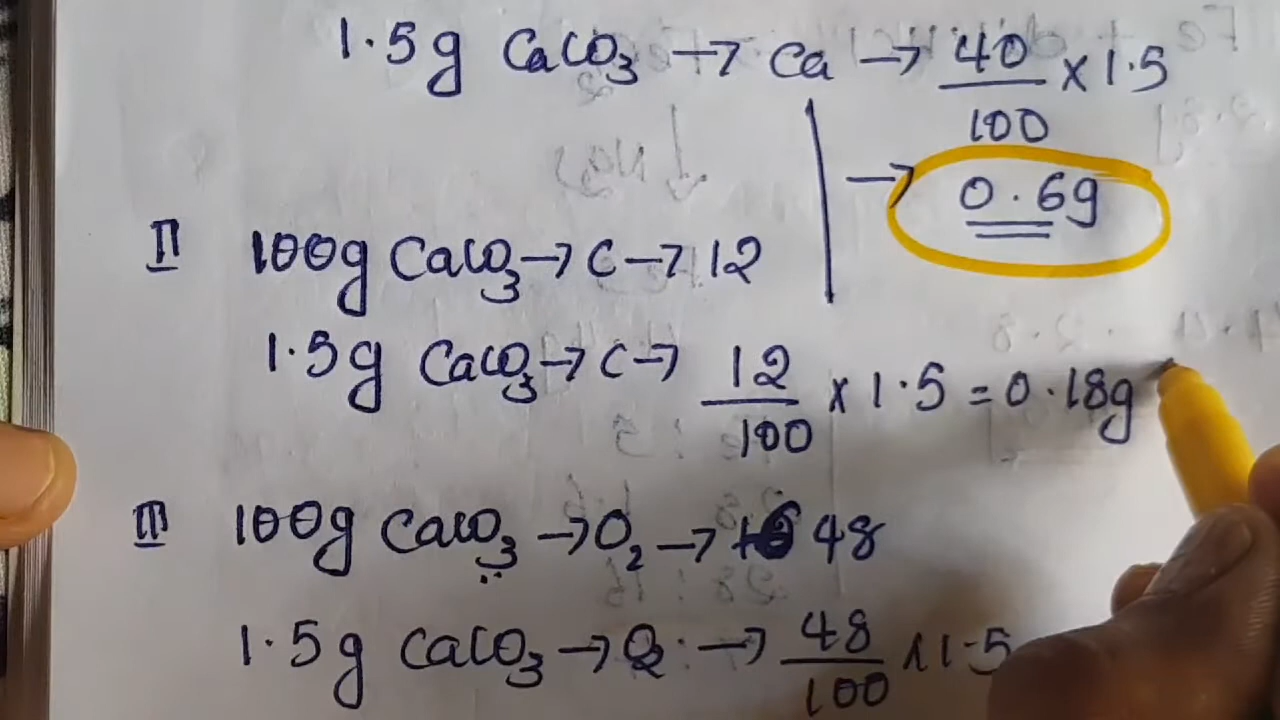 1.5g CaCO3 → Ca → 40/100 × 1.5
→ 0.6g
II 100g CaCO3 → C → 12
1.5g CaCO3 → C → 12/100 × 1.5 = 0.18g
III 100g CaCO3 → O2 → 48
1.5g CaCO3 → O2 → 48/100 × 1.5